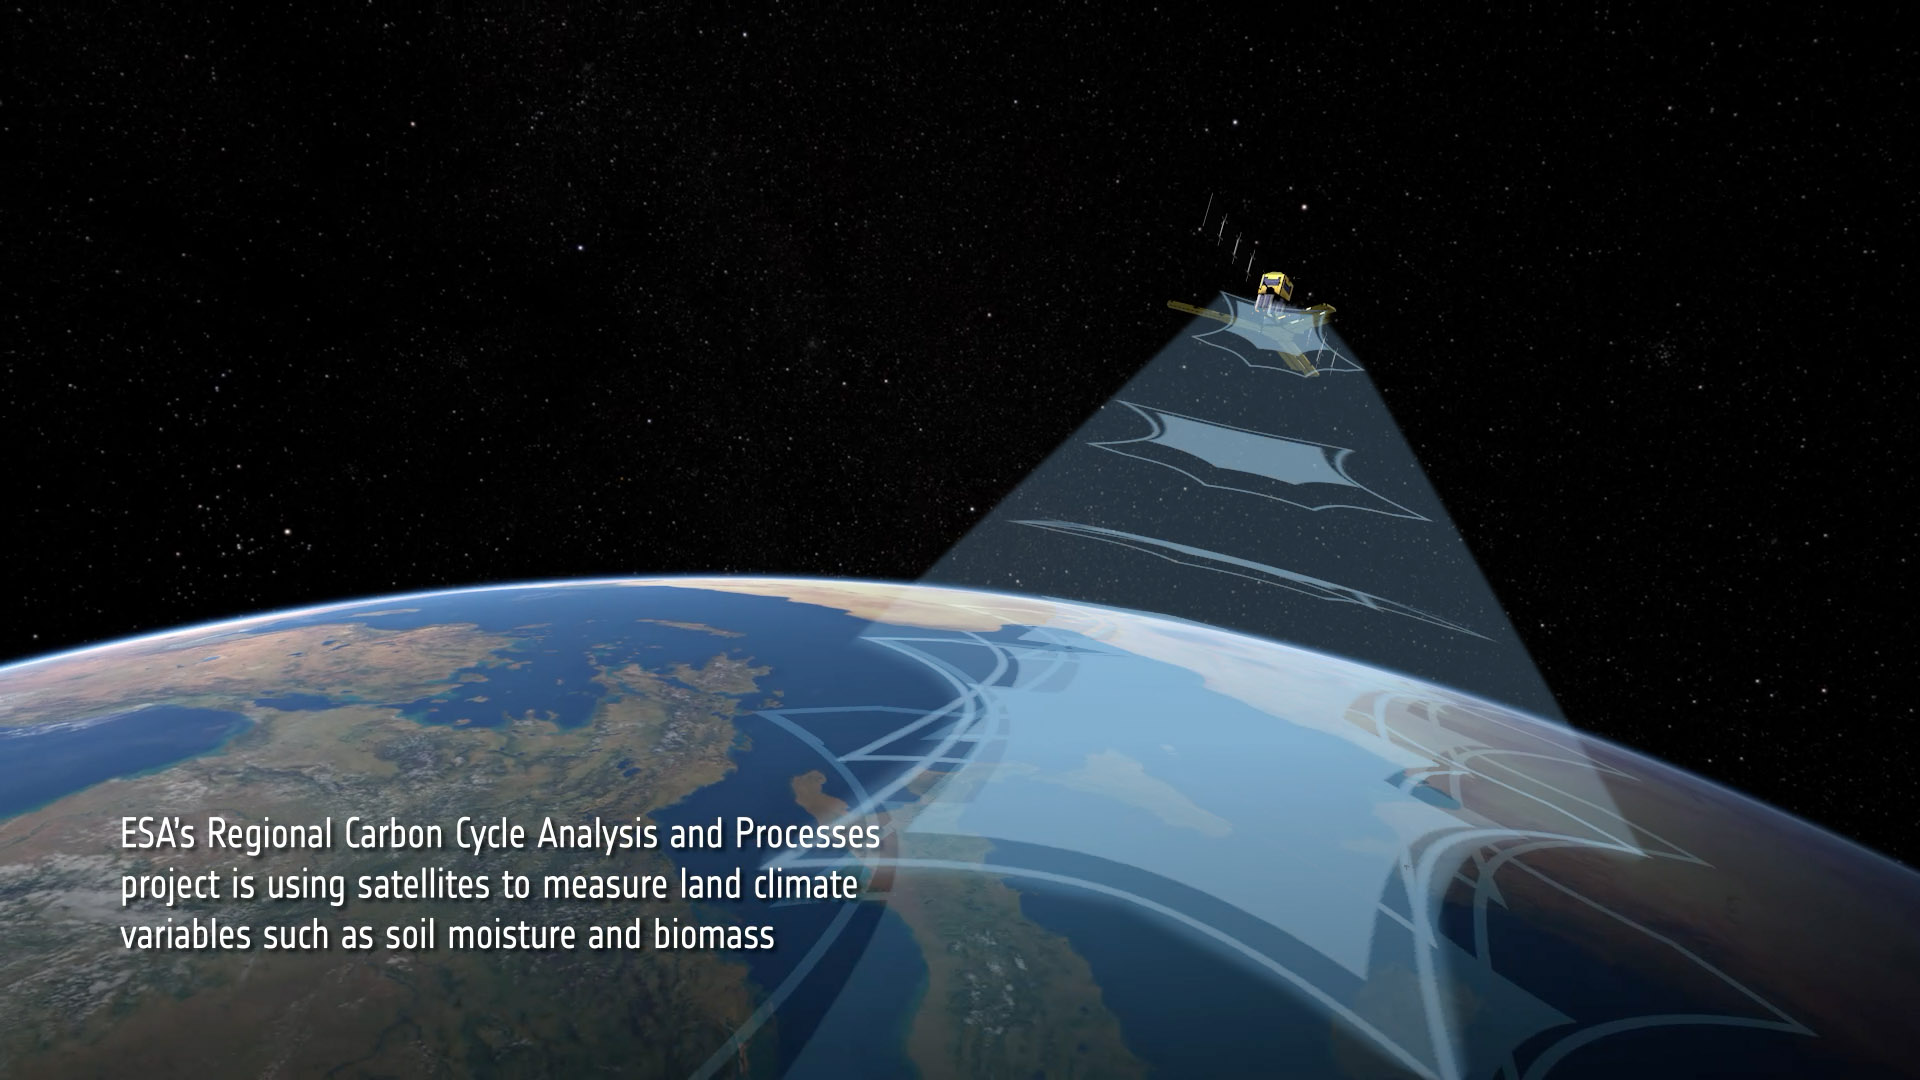 ESA's Regional Carbon Cycle Analysis and Processes
project is using satellites to measure land climate
variables such as soil moisture and biomass